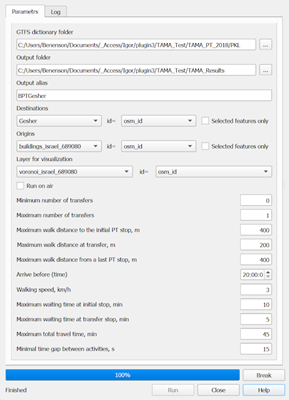 Parametrs Log
GTFS dictionary folder
C:/Users/Benenson/Documents/_Access/Igor/plugin3/TAMA_Test/TAMA_PT_2018/PKL ...
Output folder
C:/Users/Benenson/Documents/_Access/Igor/plugin3/TAMA_Test/TAMA_Results ...
Output alias
BPTGesher
Destinations
Gesher id= osm_id Selected features only
Origins
buildings_israel_689080 id= osm_id Selected features only
Layer for visualization
voronoi_israel_689080 id= osm_id
Run on air
Minimum number of transfers 0
Maximum number of transfers 1
Maximum walk distance to the initial PT stop, m 400
Maximum walk distance at transfer, m 200
Maximum walk distance from a last PT stop, m 400
Arrive before (time) 20:00:0
Walking speed, km/h 3
Maximum waiting time at initial stop, min 10
Maximum waiting time at transfer stop, min 5
Maximum total travel time, min 45
Minimal time gap between activities, s 15
100% Break
Finished Run Close Help